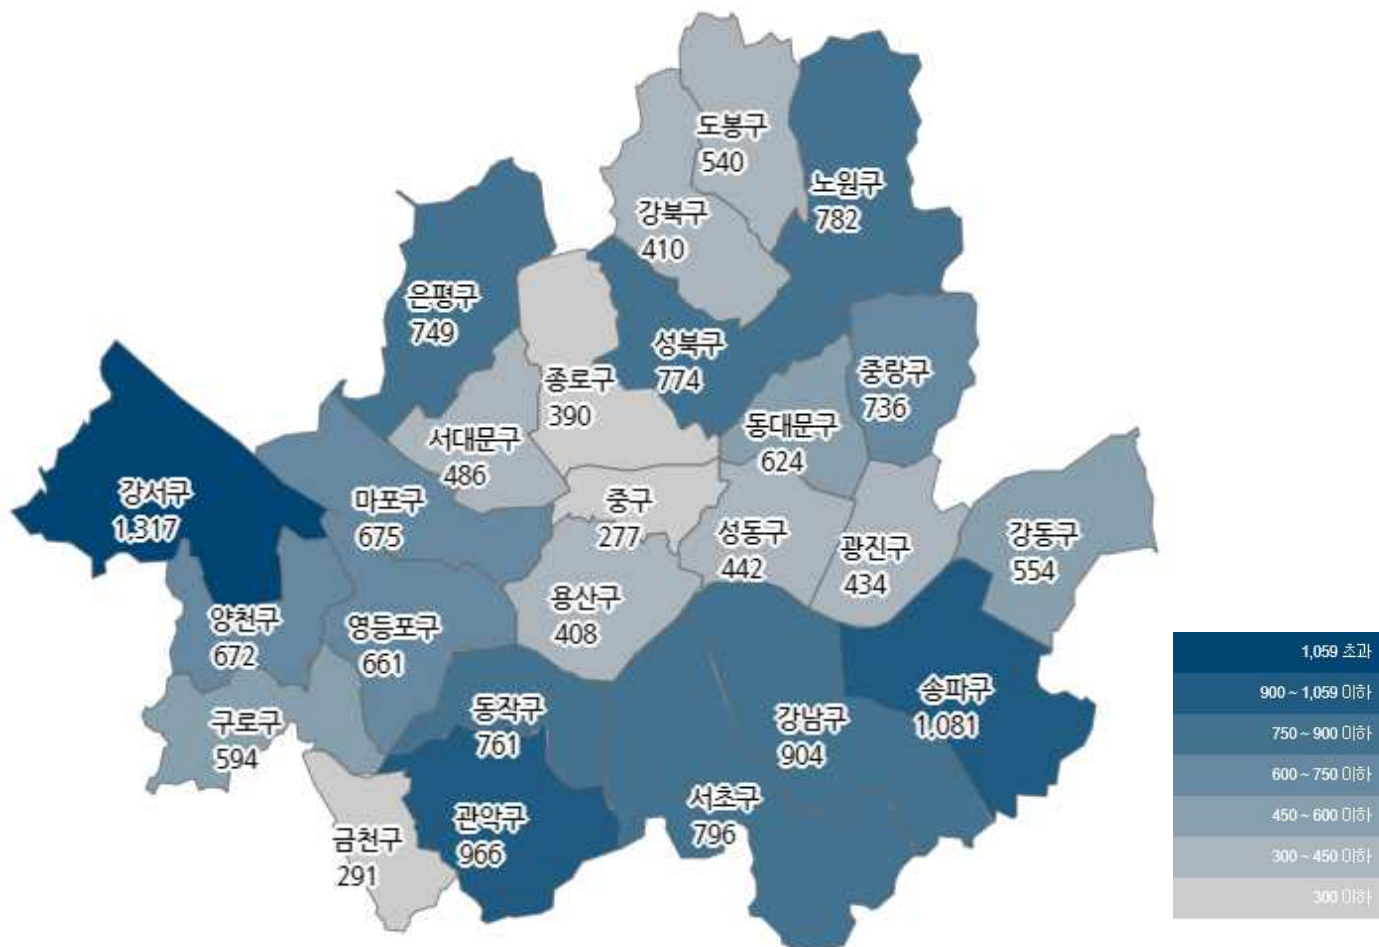 도봉구
540
노원구
782
강북구
410
은평구
749
성북구
774
종로구
390
중랑구
736
서대문구
486
동대문구
624
강서구
1,317
마포구
675
중구
277
성동구
442
광진구
434
강동구
554
양천구
672
영등포구
661
용산구
408
구로구
594
동작구
761
강남구
904
송파구
1,081
서초구
796
관악구
966
금천구
291
1,059 초과
900 ~ 1,059 이하
750 ~ 900 이하
600 ~ 750 이하
450 ~ 600 이하
300 ~ 450 이하
300 이하